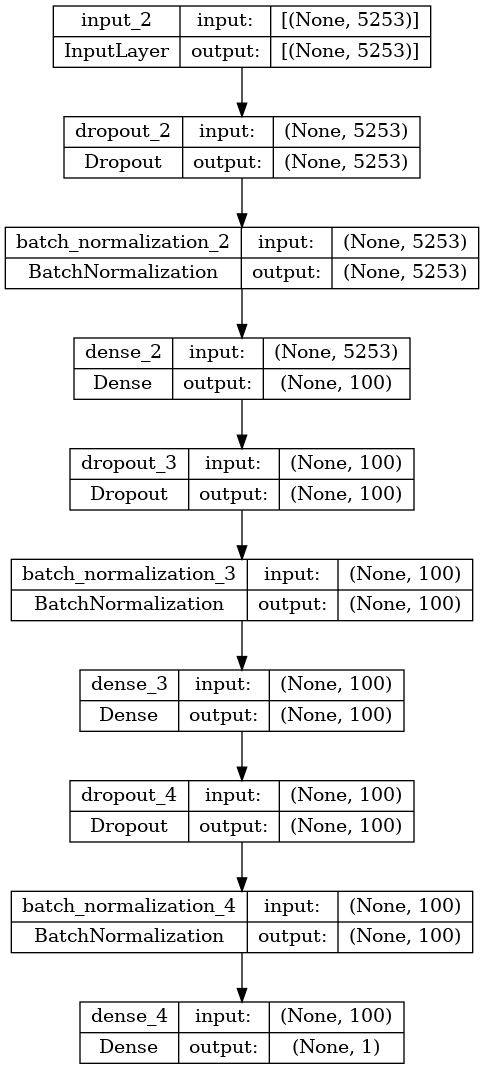 input_2 input: [(None, 5253)]
InputLayer output: [(None, 5253)]
dropout_2 input: (None, 5253)
Dropout output: (None, 5253)
batch_normalization_2 input: (None, 5253)
BatchNormalization output: (None, 5253)
dense_2 input: (None, 5253)
Dense output: (None, 100)
dropout_3 input: (None, 100)
Dropout output: (None, 100)
batch_normalization_3 input: (None, 100)
BatchNormalization output: (None, 100)
dense_3 input: (None, 100)
Dense output: (None, 100)
dropout_4 input: (None, 100)
Dropout output: (None, 100)
batch_normalization_4 input: (None, 100)
BatchNormalization output: (None, 100)
dense_4 input: (None, 100)
Dense output: (None, 1)